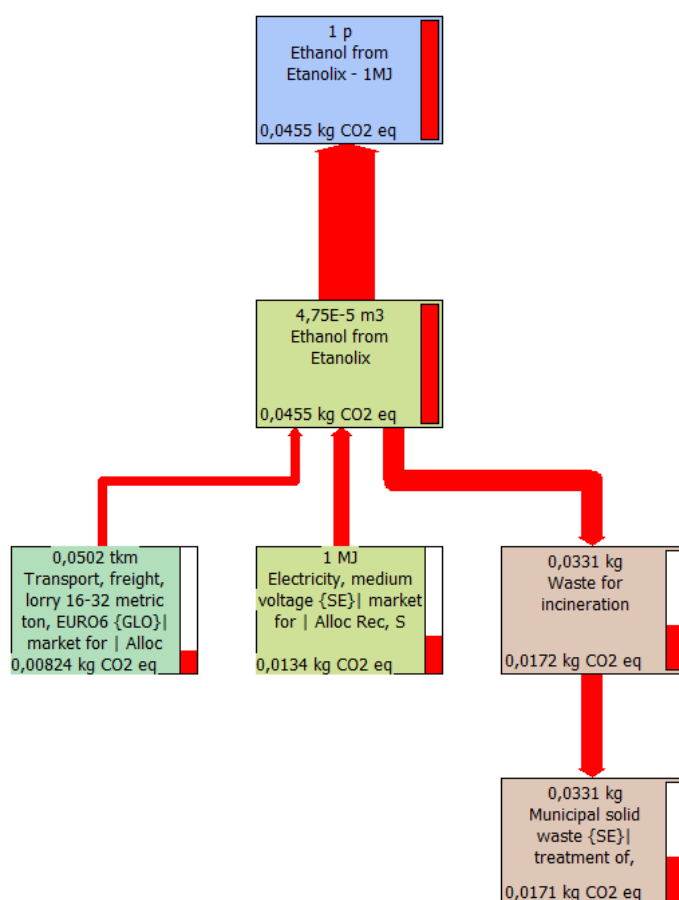 1 p
Ethanol from
Etanolix - 1MJ
0,0455 kg CO2 eq
4,75E-5 m3
Ethanol from
Etanolix
0,0455 kg CO2 eq
0,0502 tkm
Transport, freight,
lorry 16-32 metric
ton, EURO6 {GLO}|
market for | Alloc
0,00824 kg CO2 eq
1 MJ
Electricity, medium
voltage {SE}| market
for | Alloc Rec, S
0,0134 kg CO2 eq
0,0331 kg
Waste for
incineration
0,0172 kg CO2 eq
0,0331 kg
Municipal solid
waste {SE}|
treatment of,
0,0171 kg CO2 eq